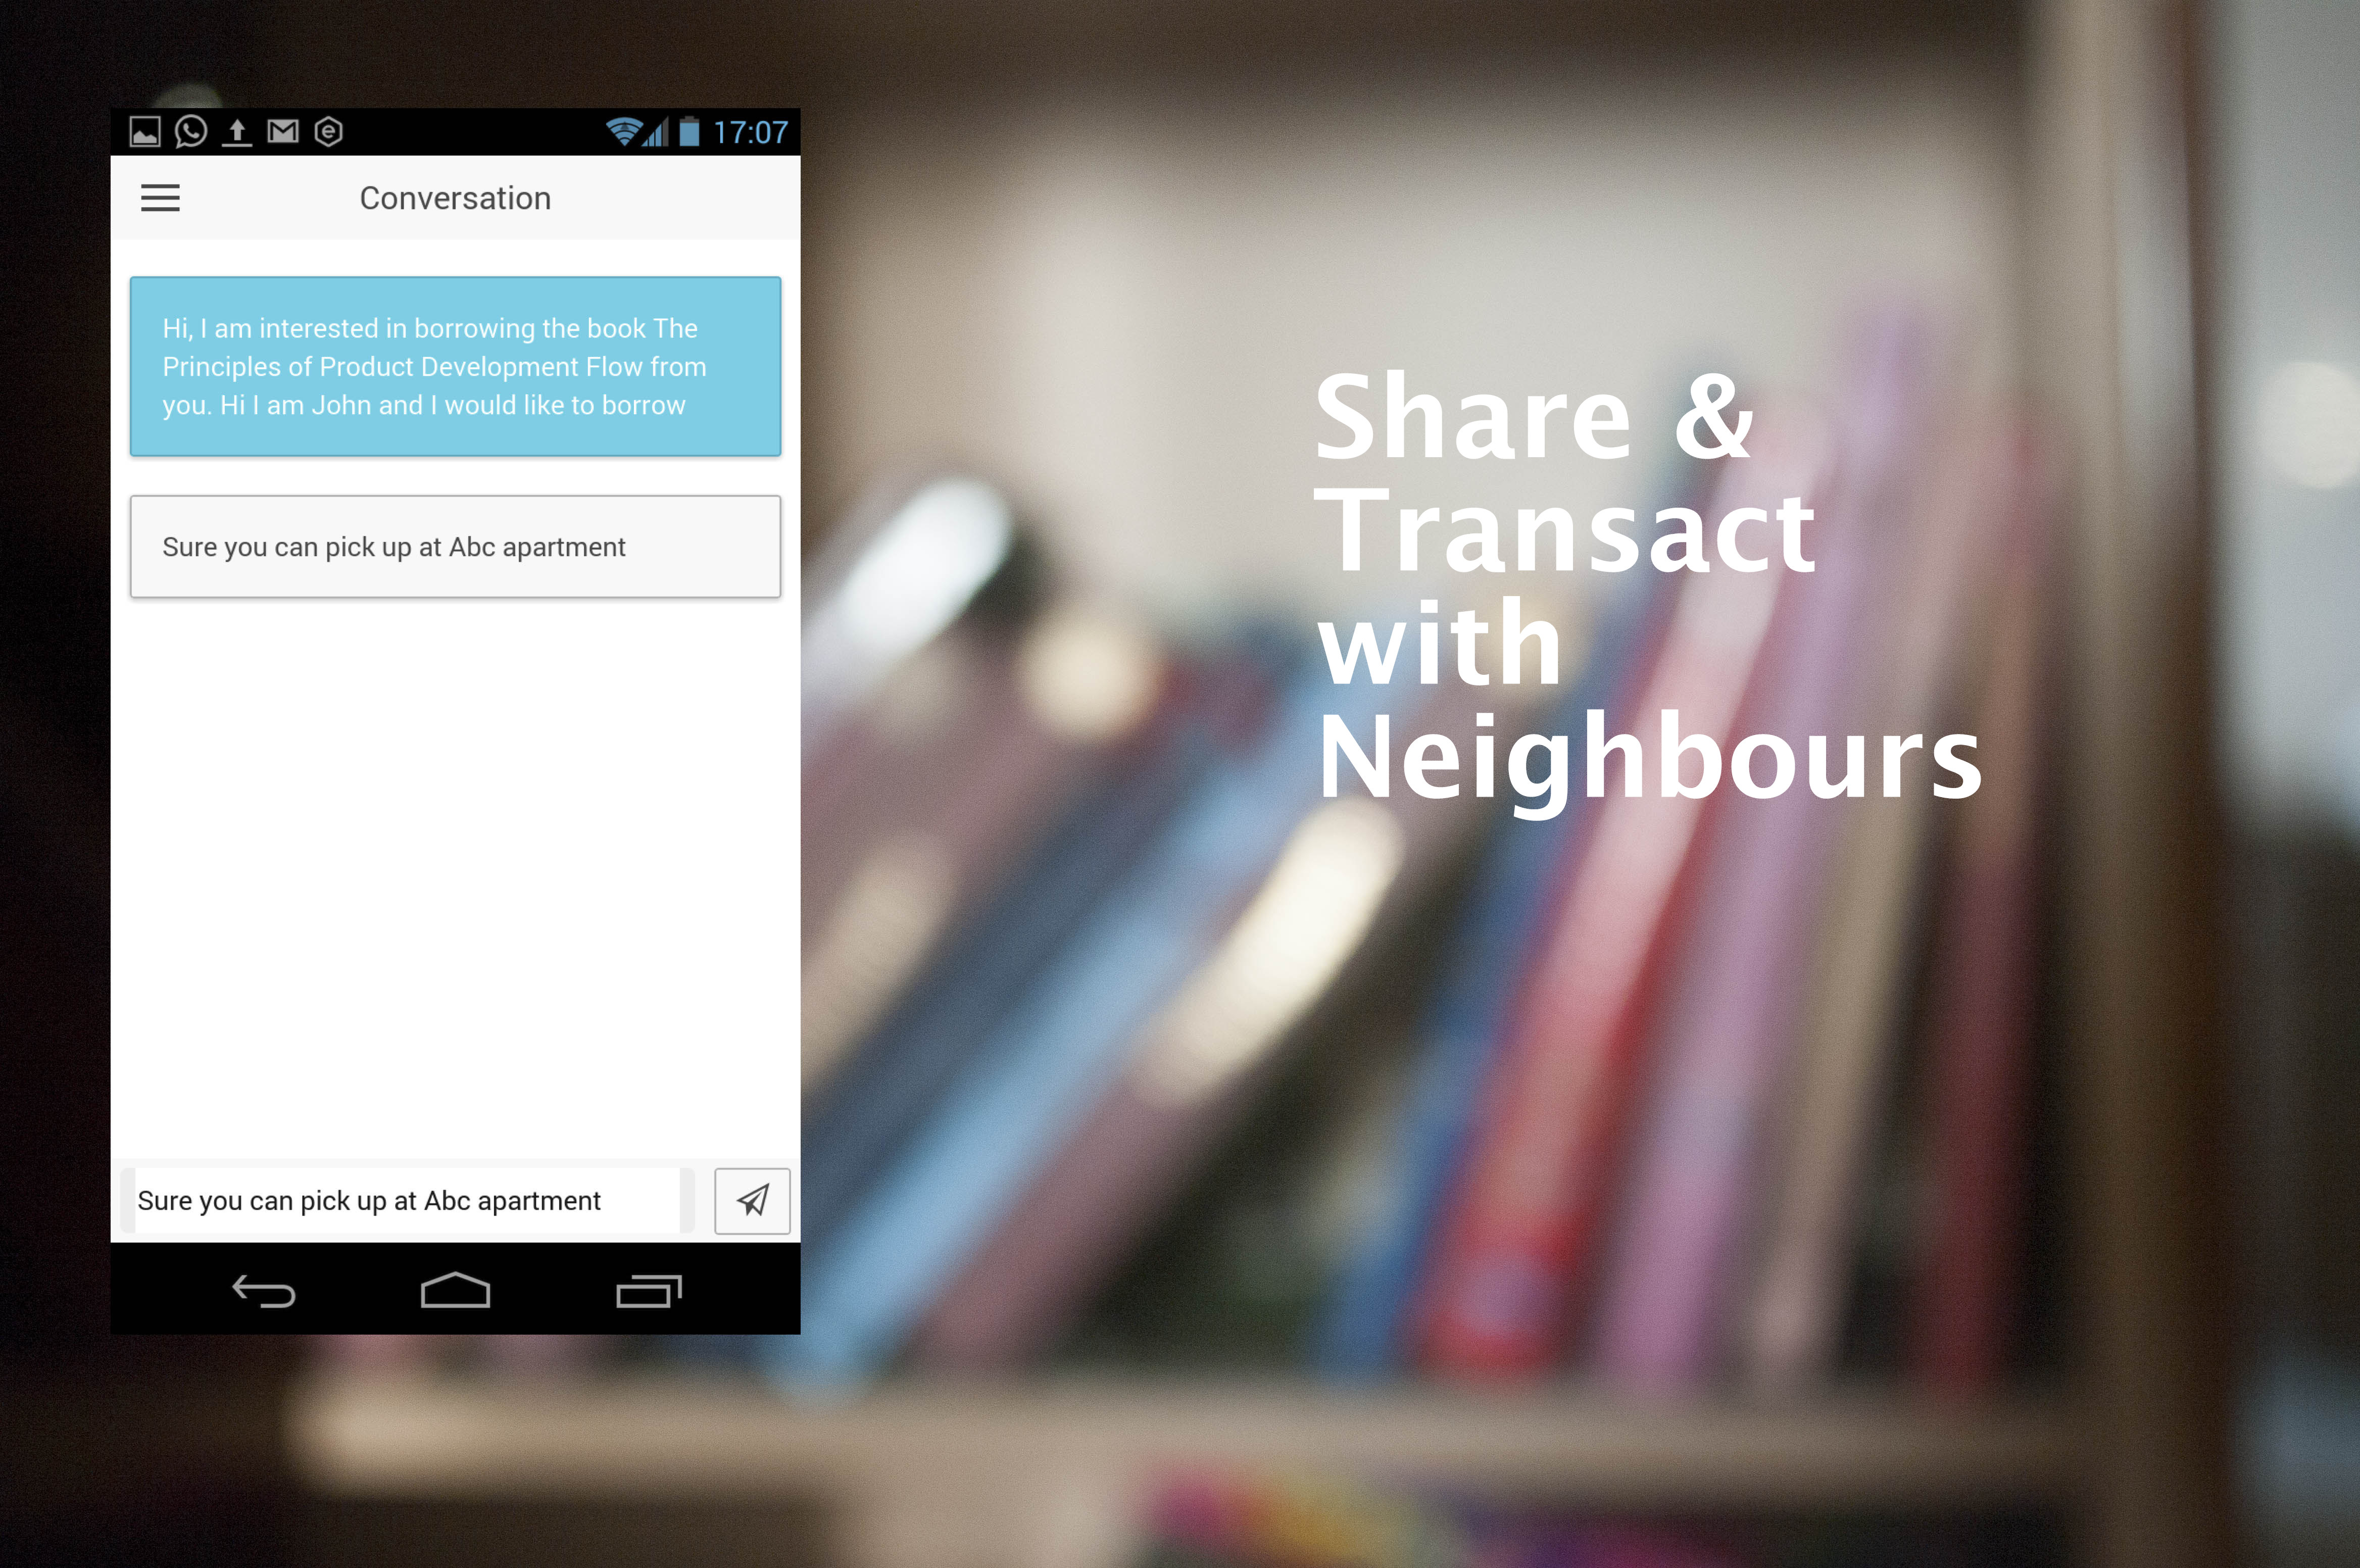 17:07
Conversation
Hi, I am interested in borrowing the book The
Principles of Product Development Flow from
you. Hi I am John and I would like to borrow
Sure you can pick up at Abc apartment
Sure you can pick up at Abc apartment
Share &
Transact
with
Neighbours